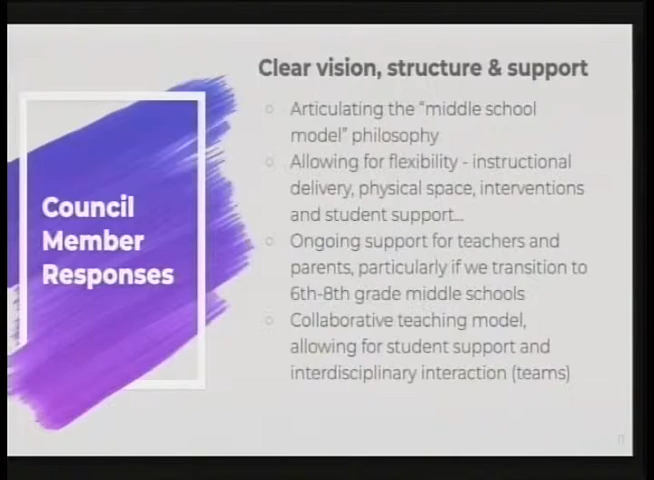 Clear vision, structure & support
Council
Member
Responses
○ Articulating the "middle school
model" philosophy
○ Allowing for flexibility - instructional
delivery, physical space, interventions
and student support...
○ Ongoing support for teachers and
parents, particularly if we transition to
6th-8th grade middle schools
○ Collaborative teaching model,
allowing for student support and
interdisciplinary interaction (teams)